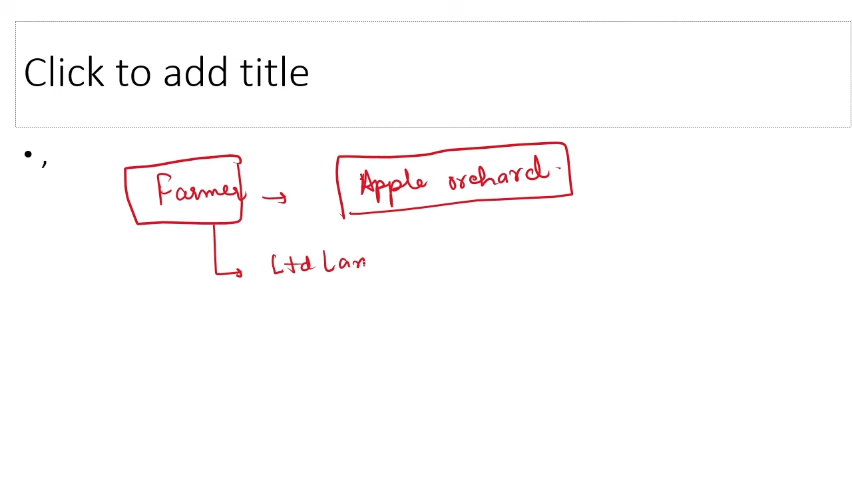 Click to add title
• ,
Farmer → Apple orchard
Ltd Lan